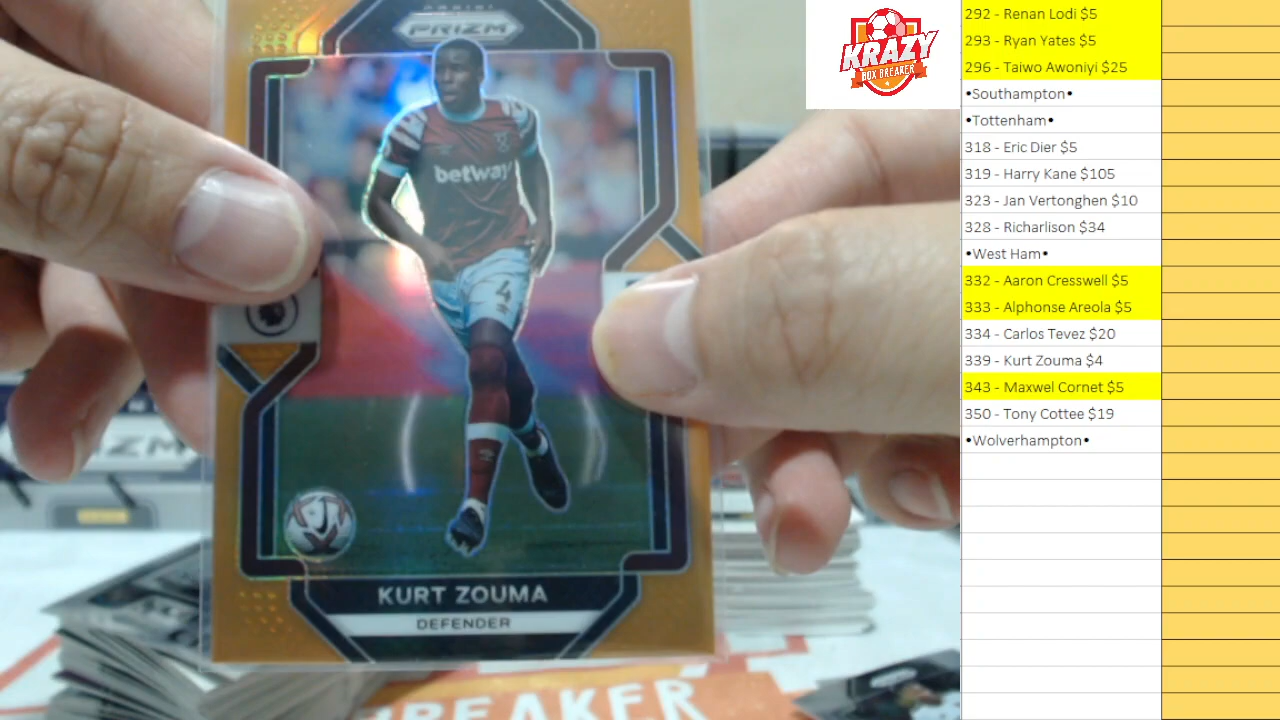 PANINI
PRIZM
betway
4
KURT ZOUMA
DEFENDER
PRIZM
BREAKER
KRAZY
BOX BREAKER
292 - Renan Lodi $5
293 - Ryan Yates $5
296 - Taiwo Awoniyi $25
•Southampton•
•Tottenham•
318 - Eric Dier $5
319 - Harry Kane $105
323 - Jan Vertonghen $10
328 - Richarlison $34
•West Ham•
332 - Aaron Cresswell $5
333 - Alphonse Areola $5
334 - Carlos Tevez $20
339 - Kurt Zouma $4
343 - Maxwel Cornet $5
350 - Tony Cottee $19
•Wolverhampton•